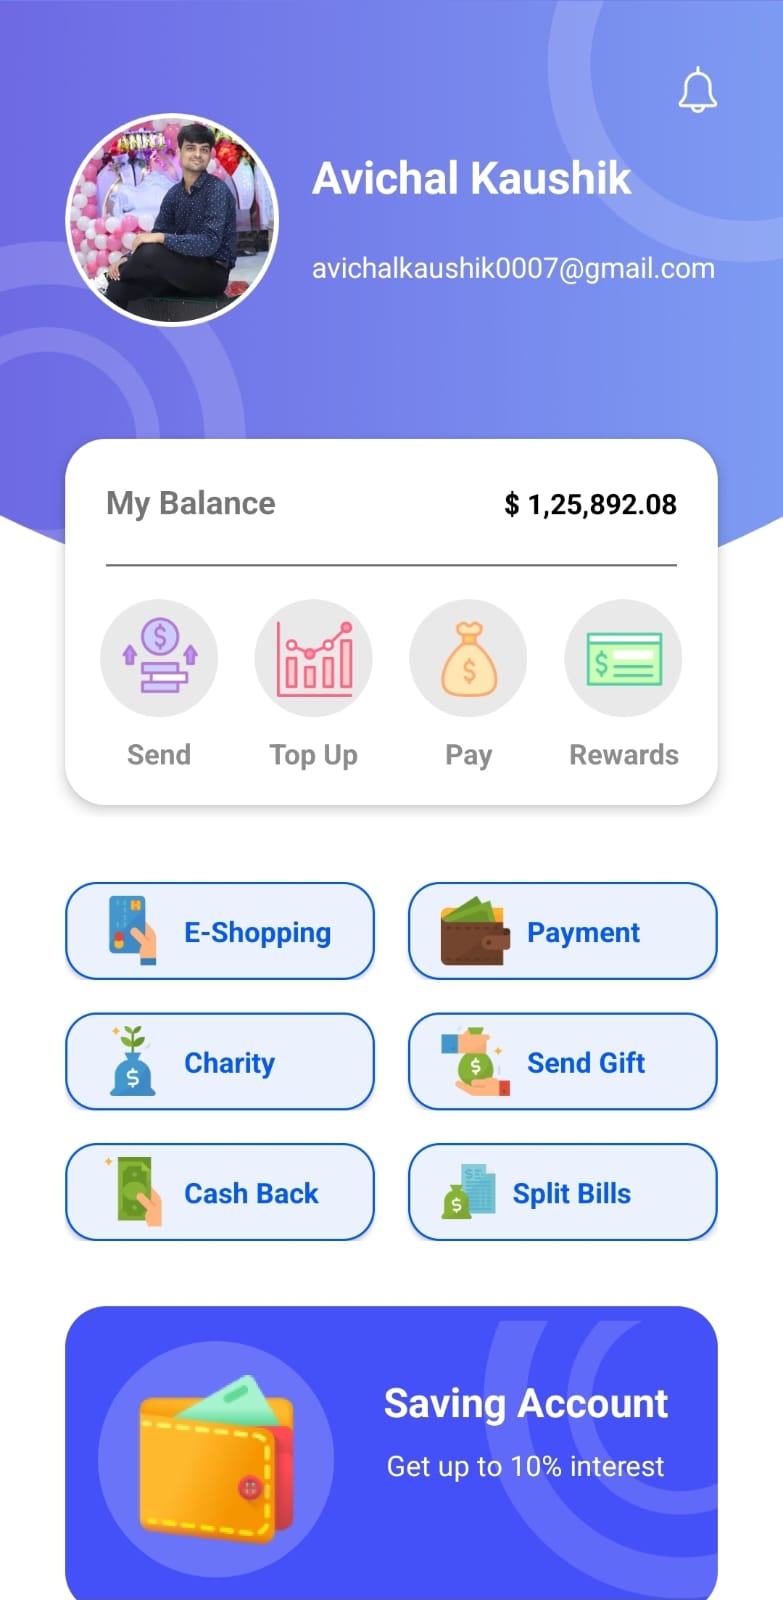 Avichal Kaushik
avichalkaushik0007@gmail.com
My Balance
$ 1,25,892.08
Send
Top Up
Pay
Rewards
E-Shopping
Payment
Charity
Send Gift
Cash Back
Split Bills
Saving Account
Get up to 10% interest